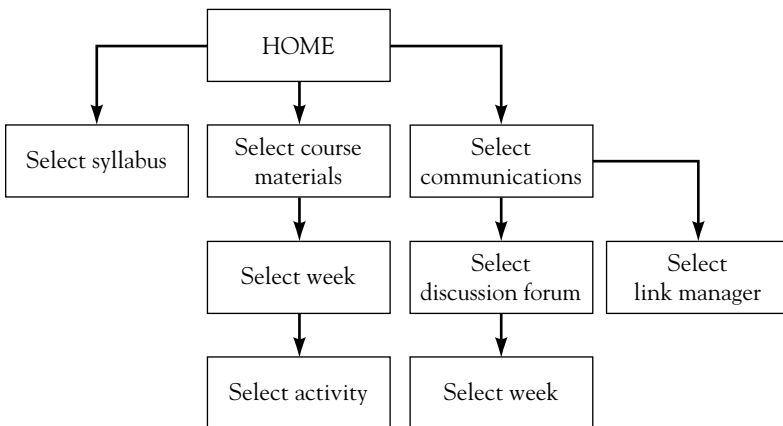 HOME
Select syllabus
Select course
materials
Select
communications
Select week
Select
discussion forum
Select
link manager
Select activity
Select week